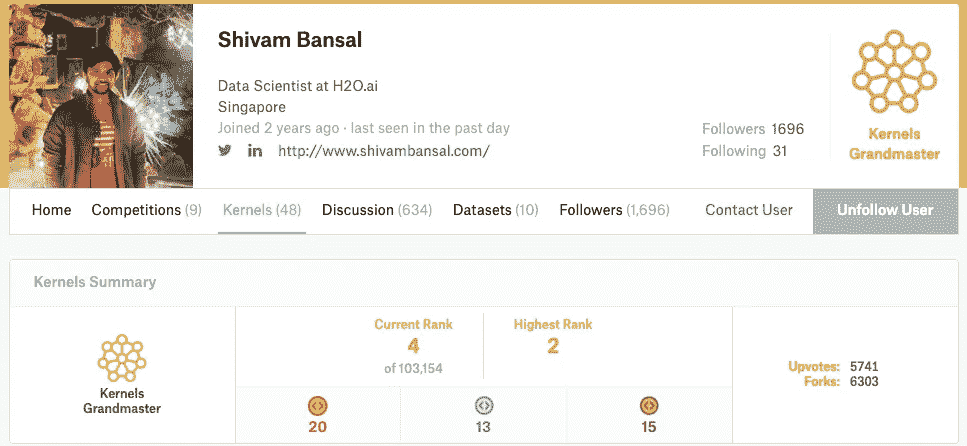 Shivam Bansal
Data Scientist at H2O.ai
Singapore
Joined 2 years ago · last seen in the past day
http://www.shivambansal.com/
Followers 1696
Following 31
Kernels
Grandmaster
Home Competitions (9) Kernels (48) Discussion (634) Datasets (10) Followers (1,696) Contact User Unfollow User
Kernels Summary
Kernels
Grandmaster
Current Rank
4
of 103,154
Highest Rank
2
20 13 15
Upvotes: 5741
Forks: 6303